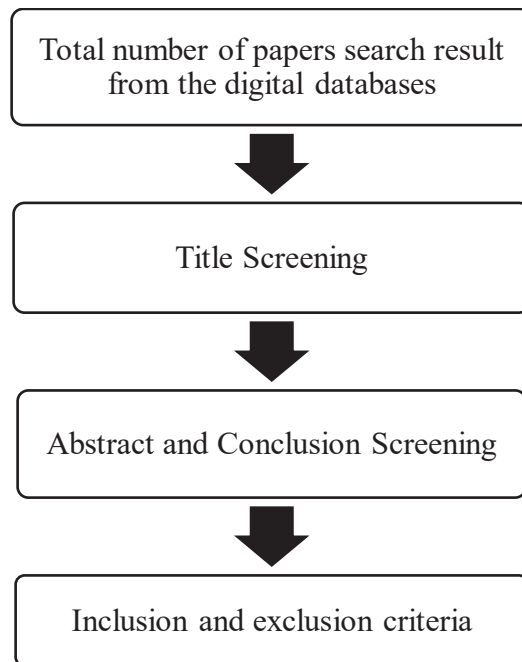 Total number of papers search result
from the digital databases
Title Screening
Abstract and Conclusion Screening
Inclusion and exclusion criteria